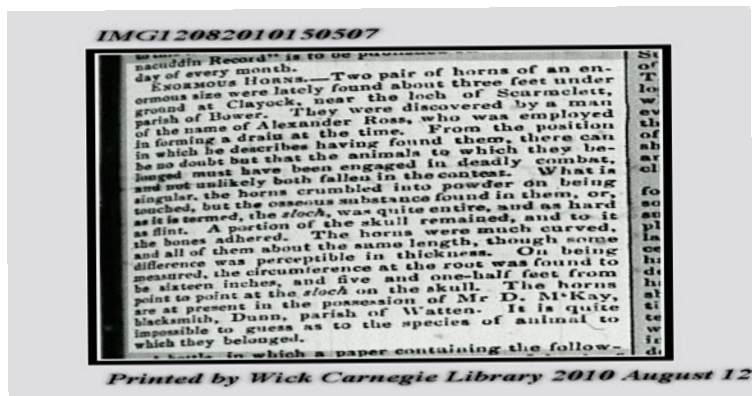 IMG12082010150507
nacuddin Record" is to be published
day of every month.
ENORMOUS HORNS.—Two pair of horns of an en-
ormous size were lately found about three feet under
ground at Clayock, near the loch of Scarmclett,
parish of Bower. They were discovered by a man
of the name of Alexander Ross, who was employed
in forming a drain at the time. From the position
in which he describes having found them, there can
be no doubt but that the animals to which they be-
longed must have been engaged in deadly combat,
and not unlikely both fallen in the contest. What is
singular, the horns crumbled into powder on being
touched, but the osseous substance found in them, or,
as it is termed, the sloch, was quite entire, and as hard
as flint. A portion of the skull remained, and to it
the bones adhered. The horns were much curved,
and all of them about the same length, though some
difference was perceptible in thickness. On being
measured, the circumference at the root was found to
be sixteen inches, and five and one-half feet from
point to point at the sloch on the skull. The horns
are at present in the possession of Mr D. M'Kay,
blacksmith, Dunn, parish of Watten. It is quite
impossible to guess as to the species of animal to
which they belonged.
in which a paper containing the follow-
Printed by Wick Carnegie Library 2010 August 12